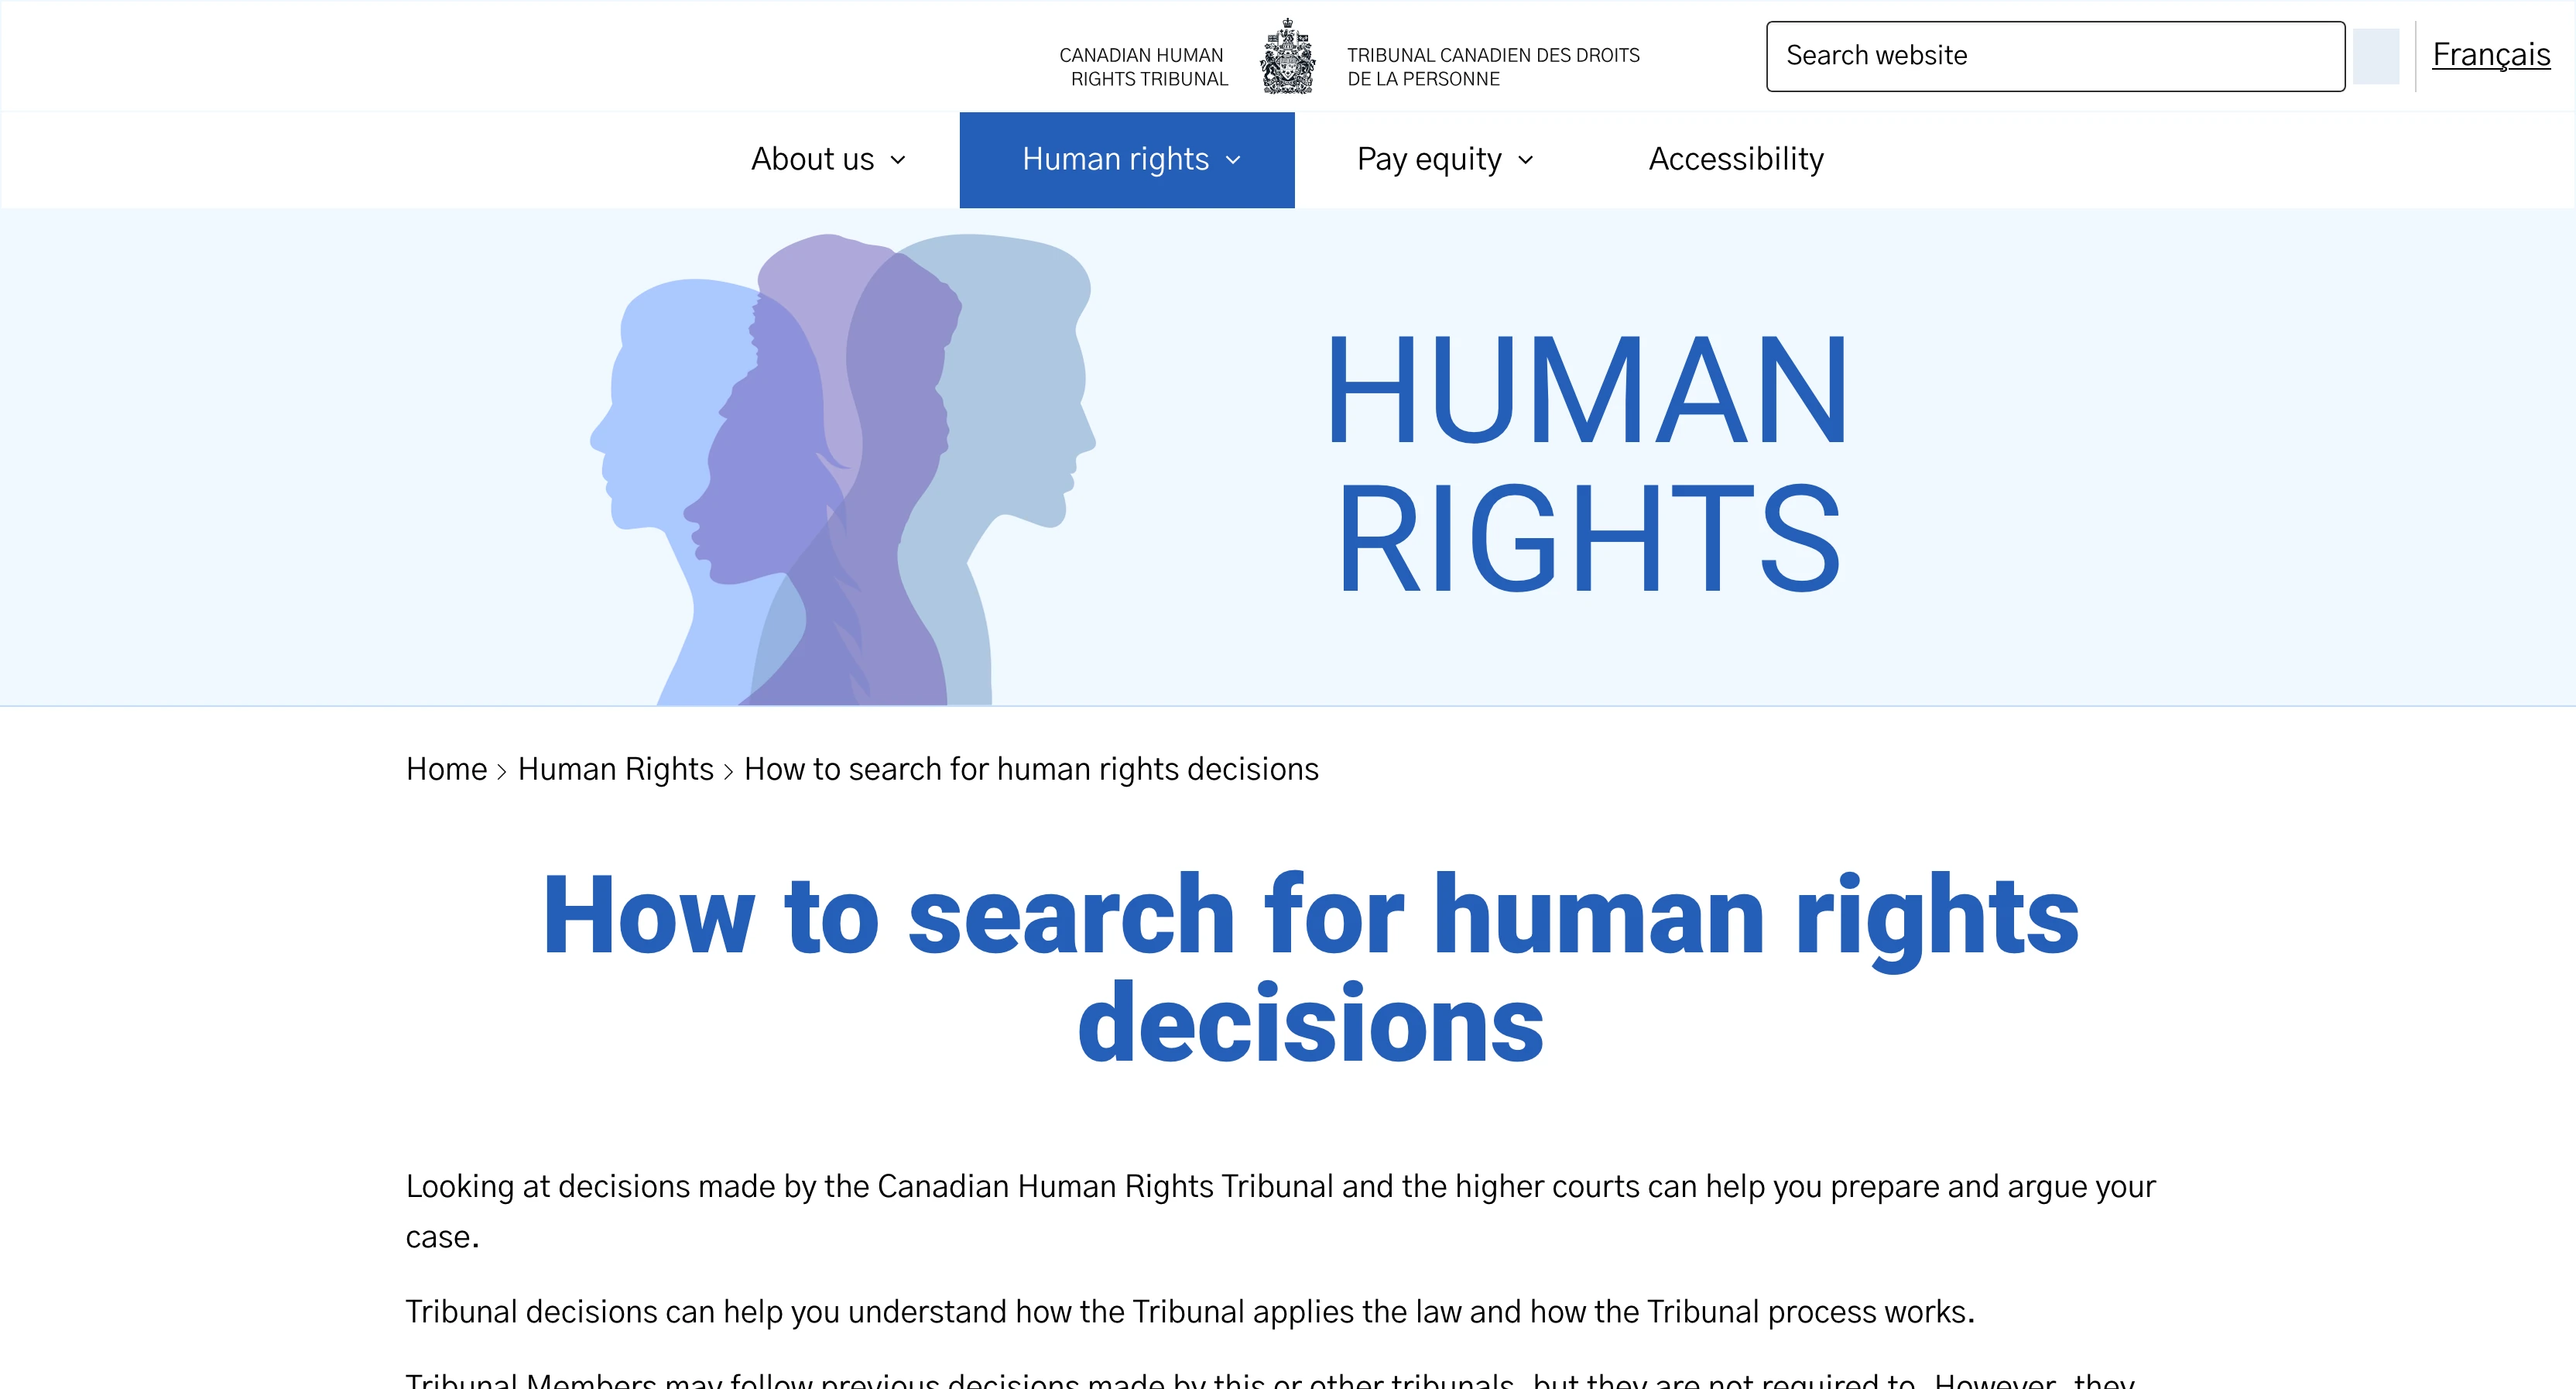 CANADIAN HUMAN
RIGHTS TRIBUNAL
TRIBUNAL CANADIEN DES DROITS
DE LA PERSONNE
Search website
Français
About us
Human rights
Pay equity
Accessibility
HUMAN
RIGHTS
Home > Human Rights > How to search for human rights decisions
How to search for human rights
decisions
Looking at decisions made by the Canadian Human Rights Tribunal and the higher courts can help you prepare and argue your
case.
Tribunal decisions can help you understand how the Tribunal applies the law and how the Tribunal process works.
Tribunal Members may follow previous decisions made by this or other tribunals, but they are not required to. However, they